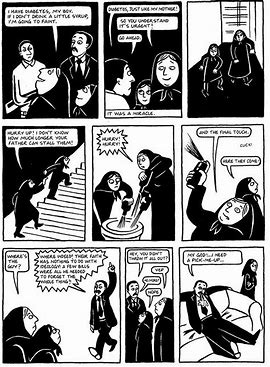 I HAVE DIABETES, MY BOY.
IF I DON'T DRINK A LITTLE SYRUP,
I'M GOING TO FAINT.
DIABETES, JUST LIKE MY MOTHER!
SO YOU UNDERSTAND
IT'S URGENT!
GO AHEAD.
IT WAS A MIRACLE.
HURRY UP! I DON'T KNOW
HOW MUCH LONGER YOUR
FATHER CAN STALL THEM!
HURRY!
HURRY!
AND THE FINAL TOUCH.
HERE THEY COME!
WHERE'S
THE
GUY?
WHERE INDEED! THEIR FAITH
HAS NOTHING TO DO WITH
IDEOLOGY! A FEW BILLS
WERE ALL HE NEEDED
TO FORGET THE
WHOLE THING!
HEY, YOU DIDN'T
THROW IT ALL OUT?
YEP
NOPE
MY GOD!...I NEED
A PICK-ME-UP...